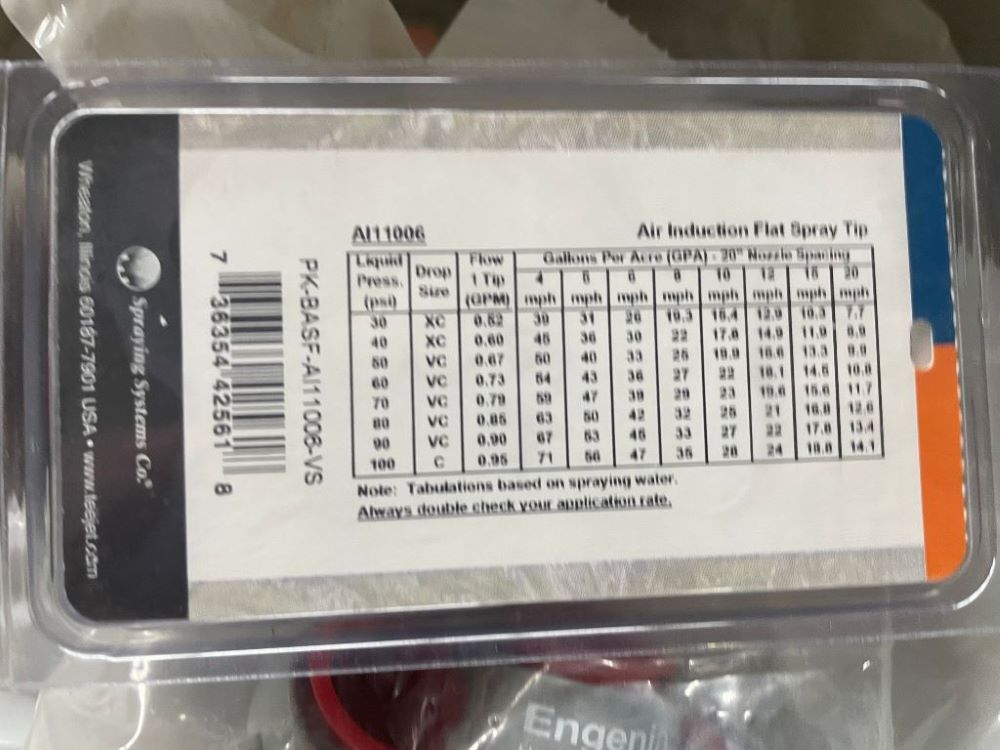 AI11006 Air Induction Flat Spray Tip
Liquid Press. (psi) Drop Size Flow 1 Tip (GPM) Gallons Per Acre (GPA) - 20" Nozzle Spacing
4 mph 5 mph 6 mph 8 mph 10 mph 12 mph 15 mph 20 mph
30 XC 0.52 39 31 26 19.3 15.4 12.9 10.3 7.7
40 XC 0.60 45 36 30 22 17.8 14.9 11.9 8.9
50 VC 0.67 50 40 33 25 19.9 16.6 13.3 9.9
60 VC 0.73 54 43 36 27 22 18.1 14.5 10.8
70 VC 0.79 59 47 39 29 23 19.6 15.6 11.7
80 VC 0.85 63 50 42 32 25 21 16.8 12.6
90 VC 0.90 67 53 45 33 27 22 17.8 13.4
100 C 0.95 71 56 47 35 28 24 18.8 14.1
Note: Tabulations based on spraying water.
Always double check your application rate.
PK-BASF-AI11006-VS
7 36354 42561 8
Spraying Systems Co.®
Wheaton, Illinois 60187-7901 USA • www.teejet.com